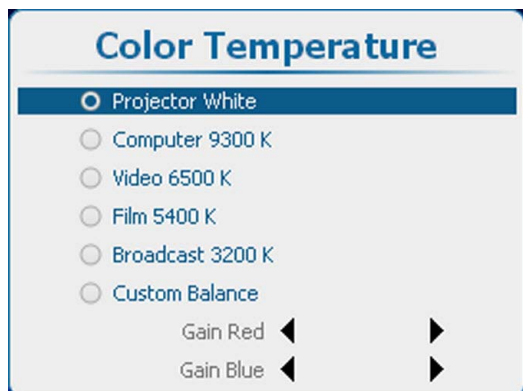 Color Temperature
Projector White
Computer 9300 K
Video 6500 K
Film 5400 K
Broadcast 3200 K
Custom Balance
Gain Red
Gain Blue